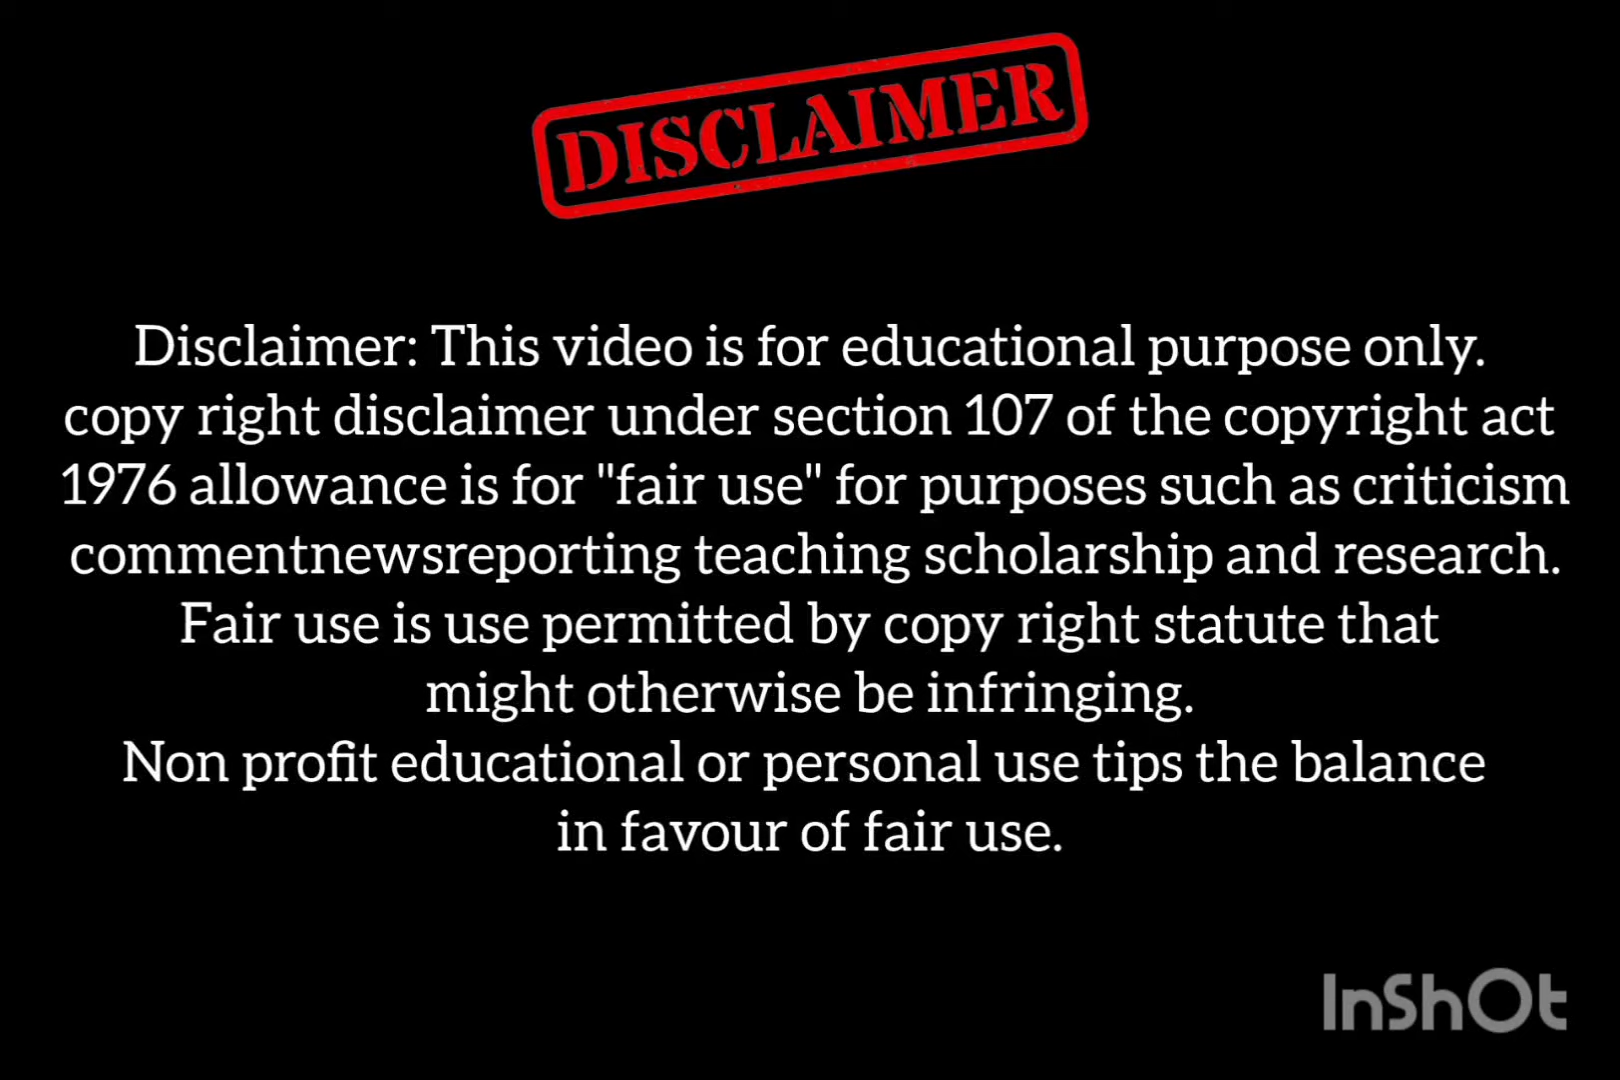 DISCLAIMER
Disclaimer: This video is for educational purpose only.
copy right disclaimer under section 107 of the copyright act
1976 allowance is for "fair use" for purposes such as criticism
commentnewsreporting teaching scholarship and research.
Fair use is use permitted by copy right statute that
might otherwise be infringing.
Non profit educational or personal use tips the balance
in favour of fair use.
InShOt